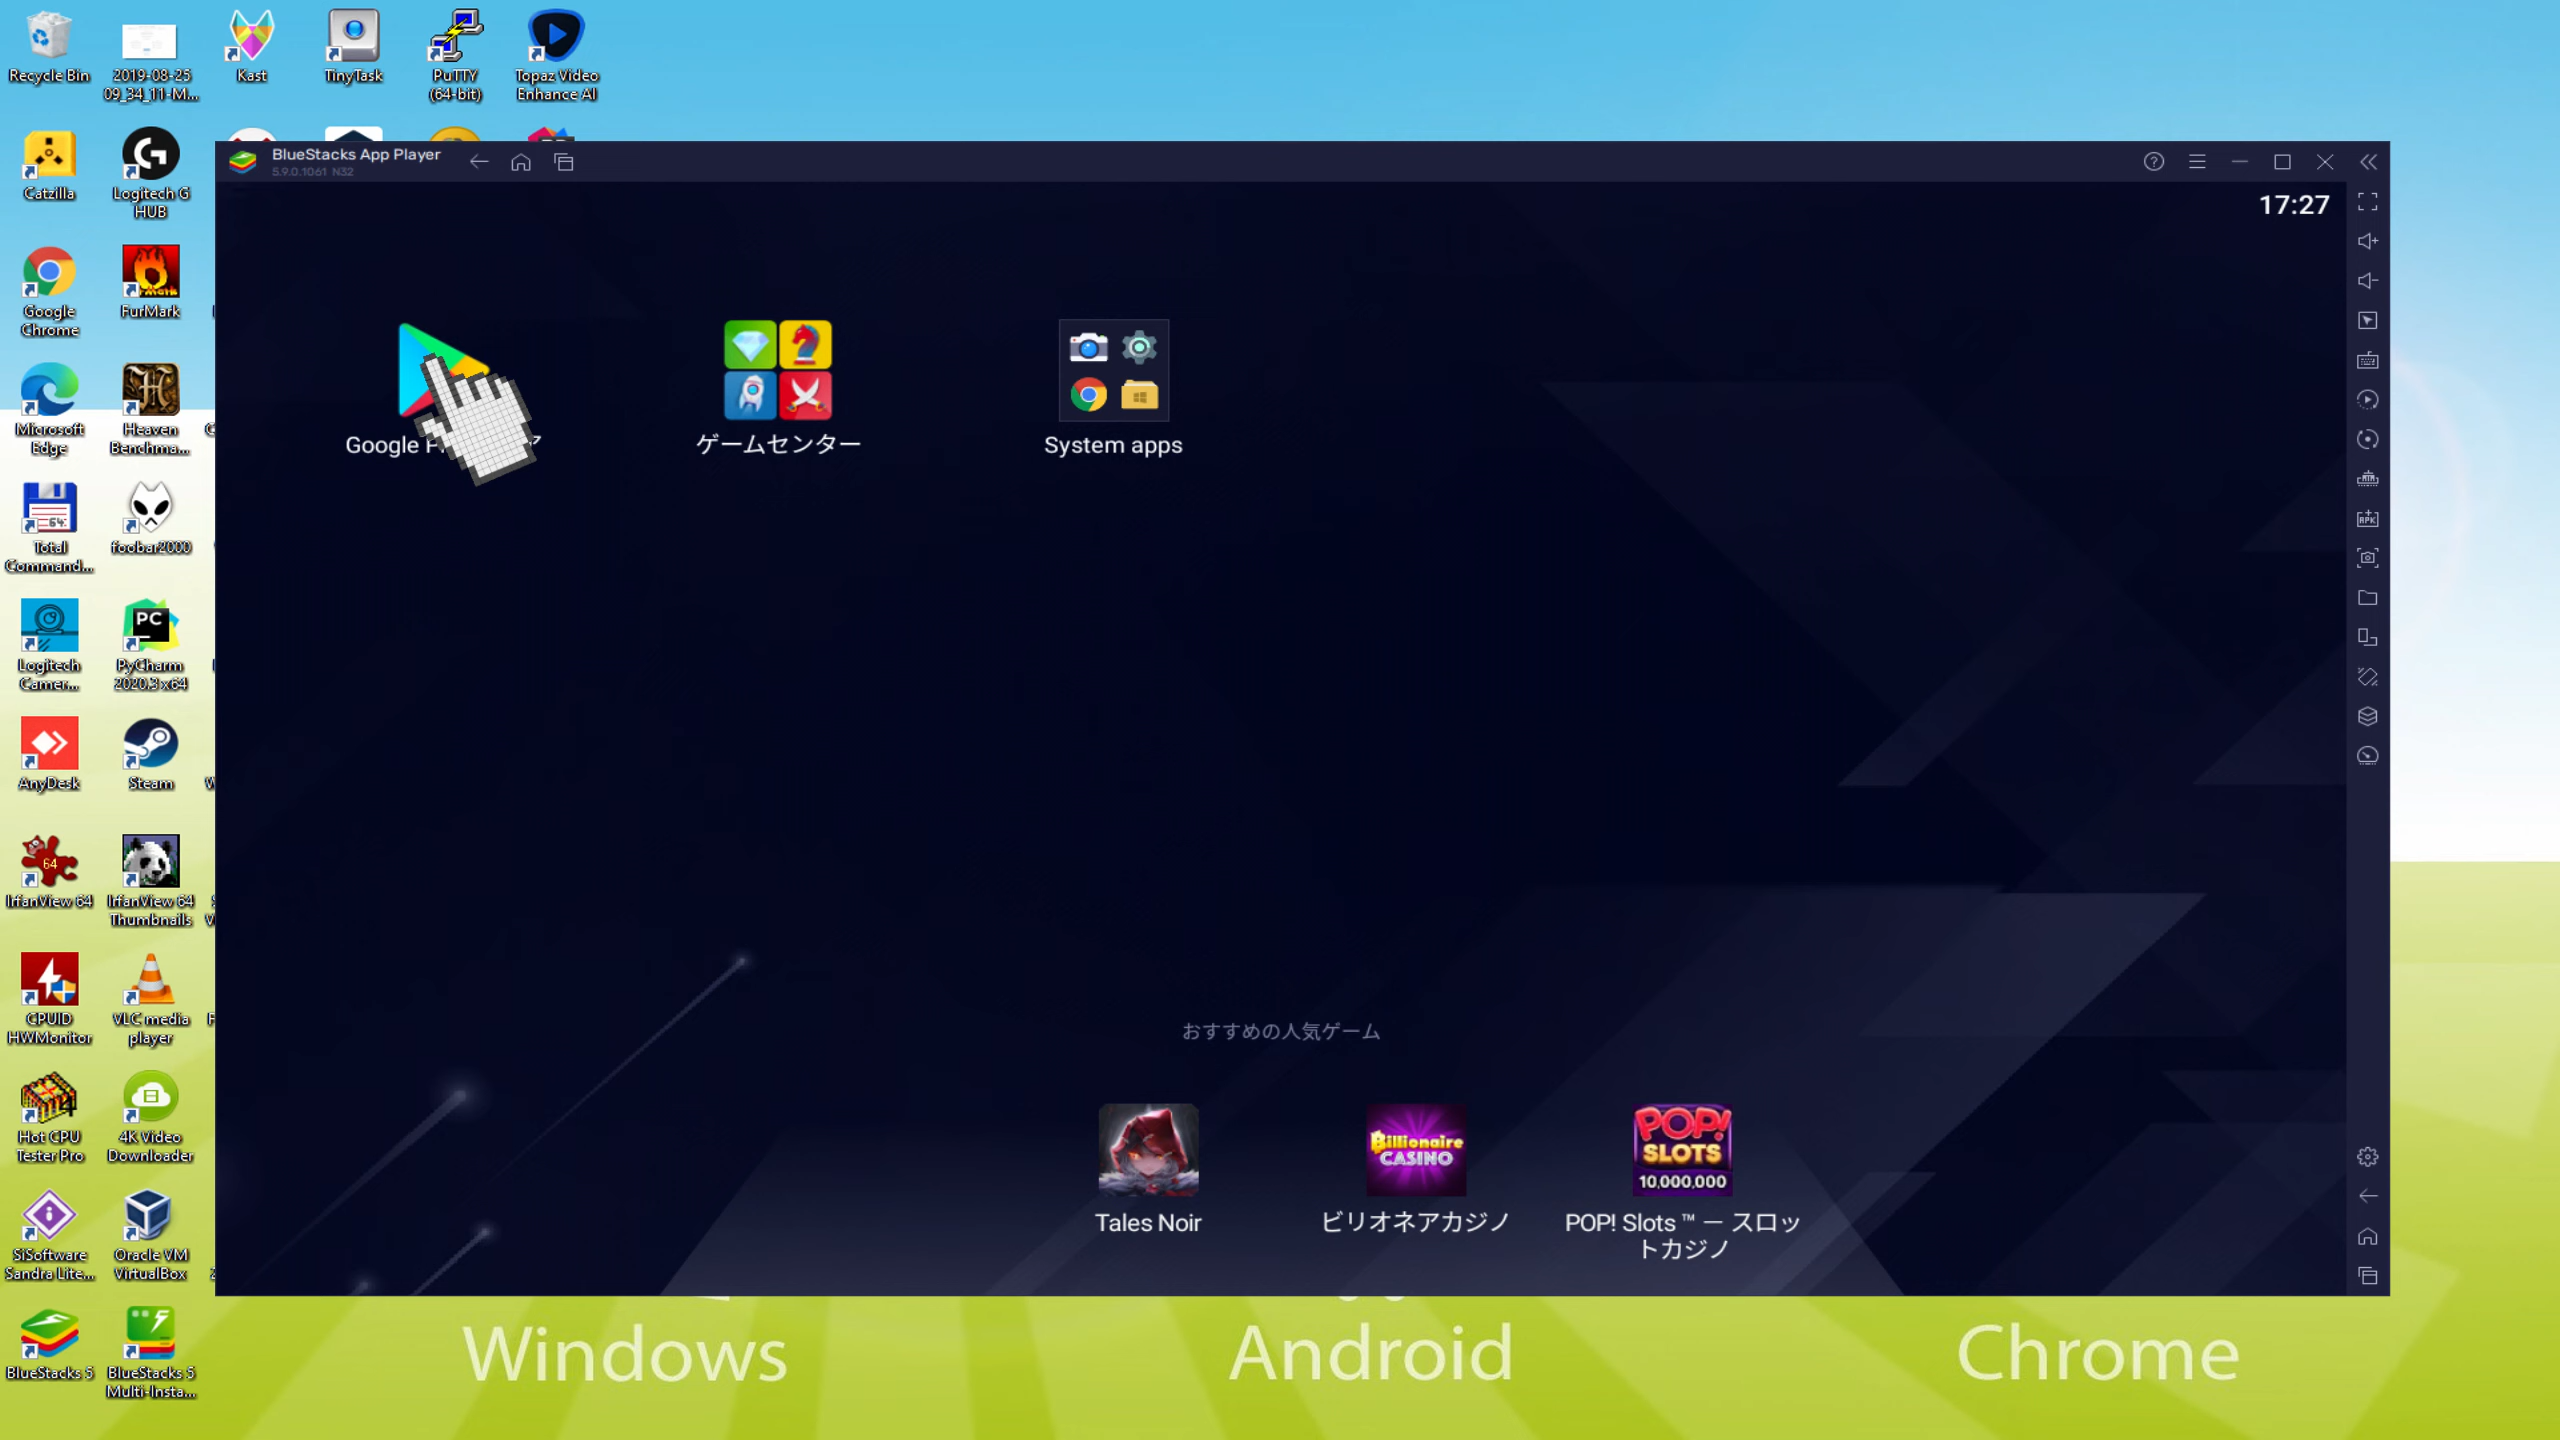 Recycle Bin
2019-08-25
09_34_11-M...
Kast
TinyTask
PuTTY
(64-bit)
Topaz Video
Enhance AI
Catzilla
Logitech G
HUB
Google
Chrome
FurMark
Microsoft
Edge
Heaven
Benchma...
Total
Command...
foobar2000
Logitech
Camer...
PyCharm
2020.3 x64
AnyDesk
Steam
IrfanView 64
IrfanView 64
Thumbnails
CPUID
HWMonitor
VLC media
player
Hot CPU
Tester Pro
4K Video
Downloader
SiSoftware
Sandra Lite...
Oracle VM
VirtualBox
BlueStacks 5
BlueStacks 5
Multi-Insta...
BlueStacks App Player
5.9.0.1061 N32
17:27
Google
ゲームセンター
System apps
おすすめの人気ゲーム
Billionaire
CASINO
POP!
SLOTS
10,000,000
Tales Noir
ビリオネアカジノ
POP! Slots ™ － スロッ
トカジノ
Windows
Android
Chrome